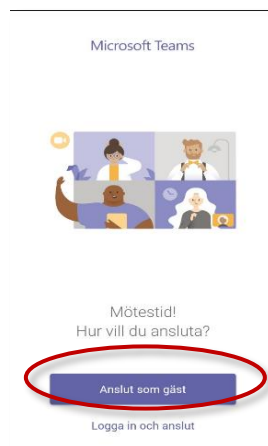 Microsoft Teams
Mötestid!
Hur vill du ansluta?
Anslut som gäst
Logga in och anslut